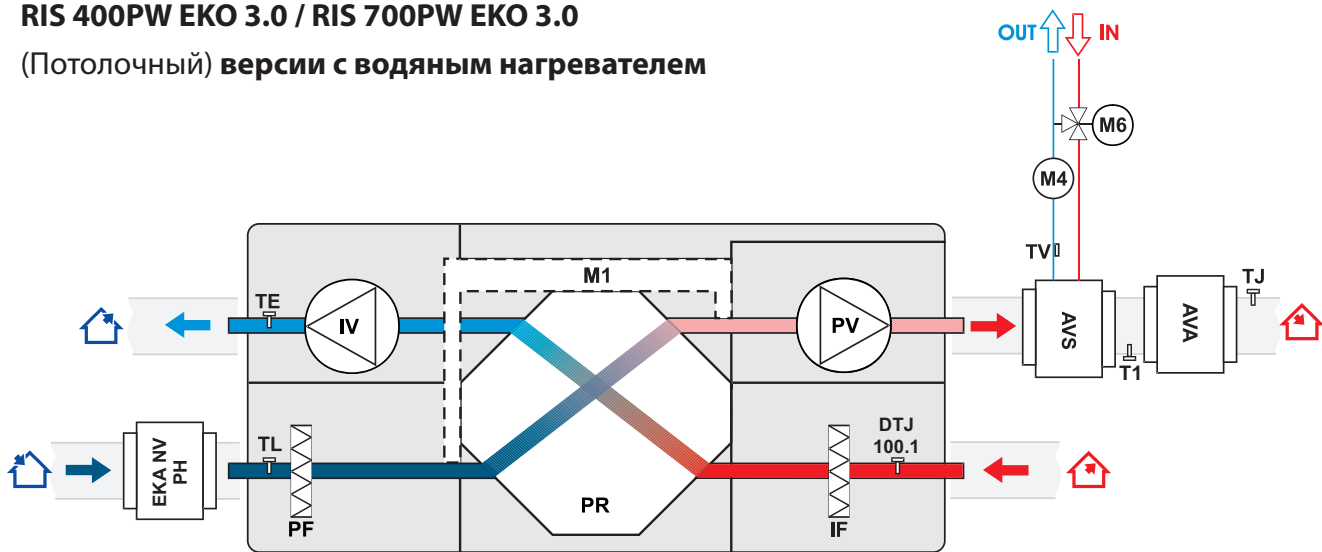 RIS 400PW EKO 3.0 / RIS 700PW EKO 3.0
(Потолочный) версии с водяным нагревателем
OUT IN
M6
M4
TV
M1
TE
IV
PV
AVS
T1
AVA
TJ
EKA NV
PH
TL
PF
PR
IF
DTJ
100.1